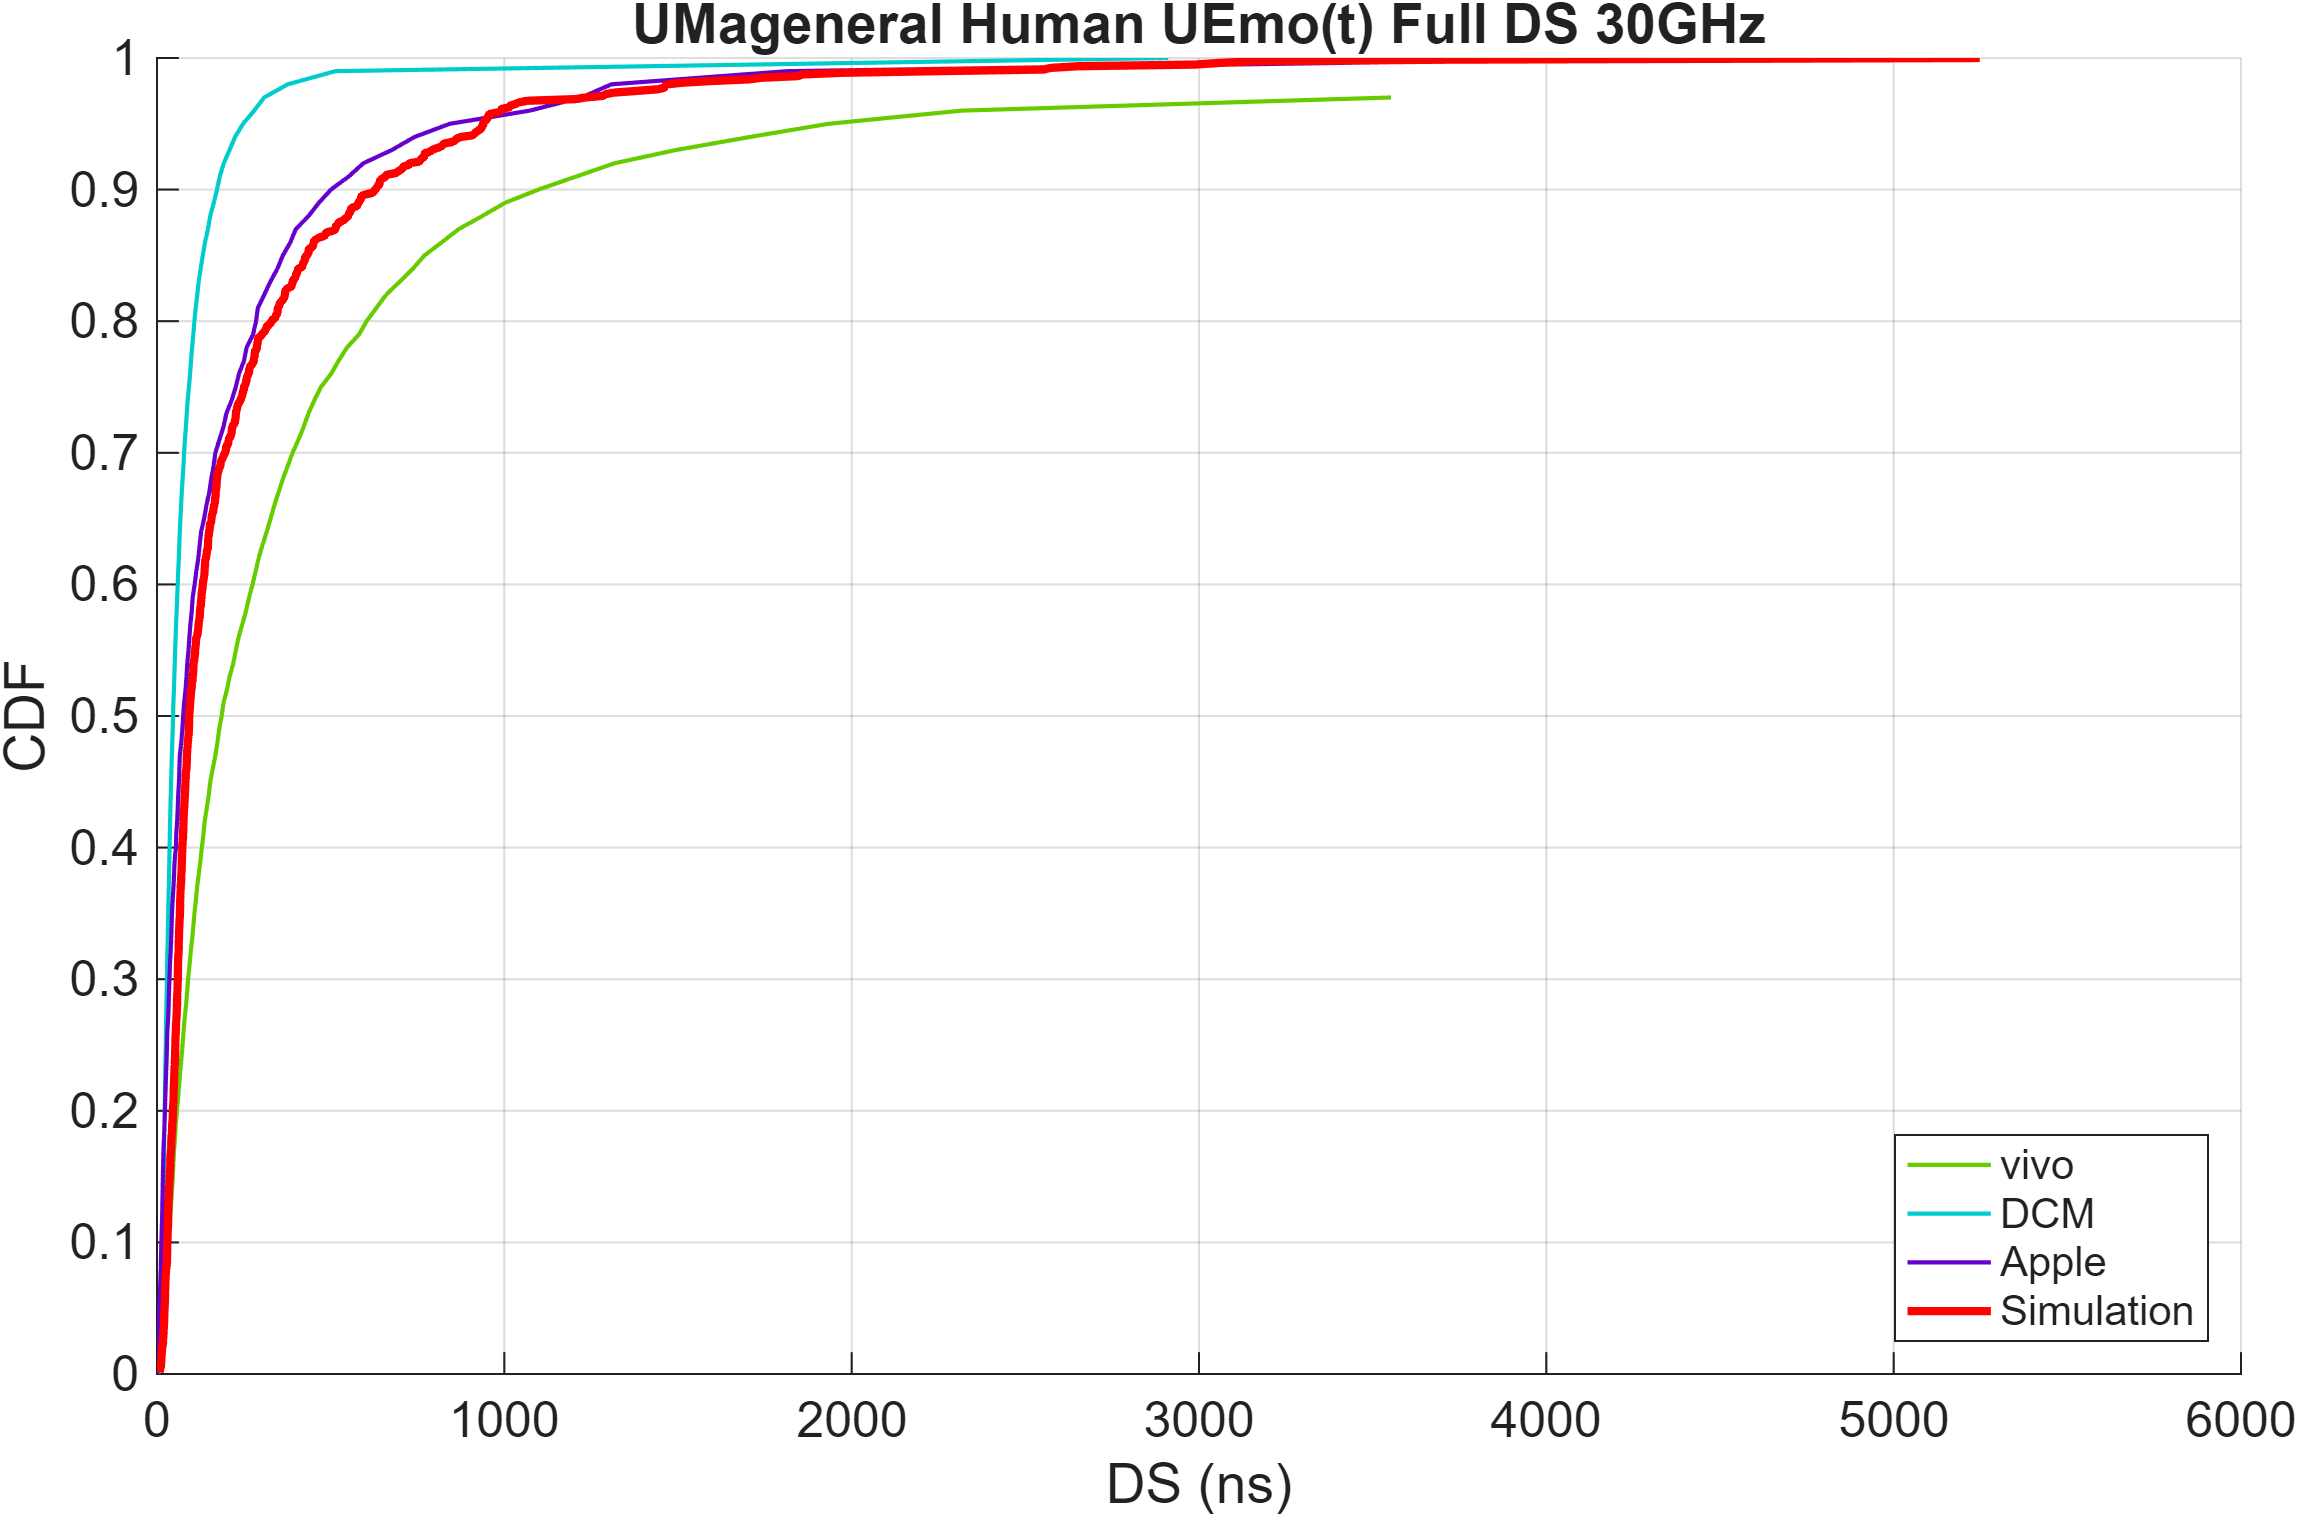 UMageneral Human UEmo(t) Full DS 30GHz
1
0.9
0.8
0.7
0.6
0.5
0.4
0.3
0.2
0.1
0
CDF
0 1000 2000 3000 4000 5000 6000
DS (ns)
vivo
DCM
Apple
Simulation